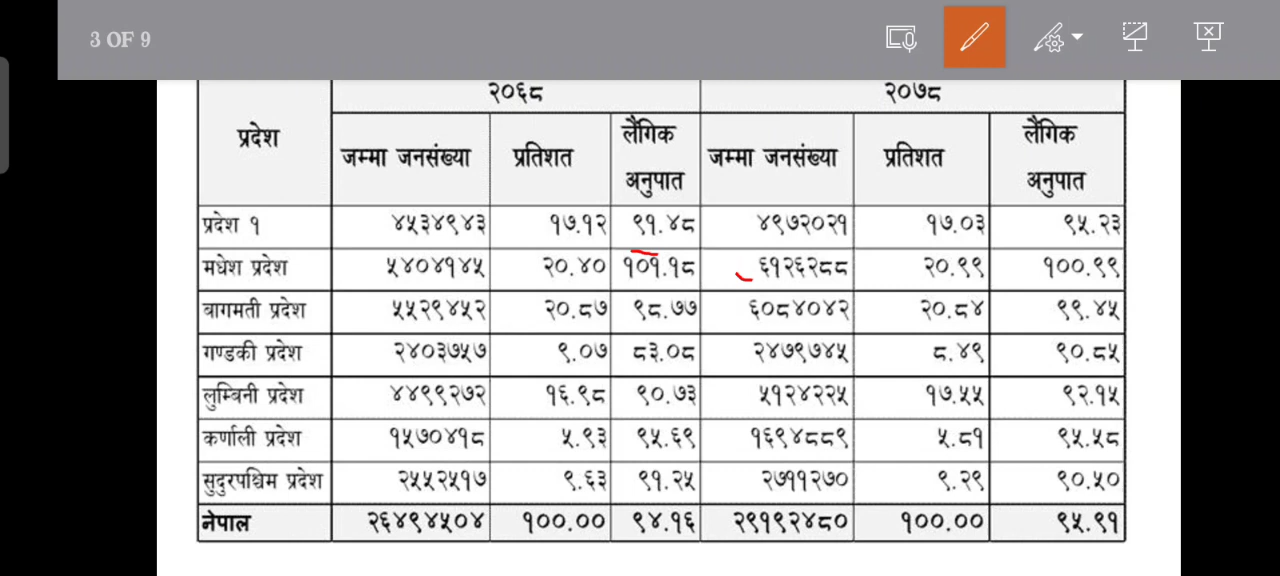 3 OF 9
२०६८ २०७८
प्रदेश जम्मा जनसंख्या प्रतिशत लैंगिक अनुपात जम्मा जनसंख्या प्रतिशत लैंगिक अनुपात
प्रदेश १ ४५३४९४३ १७.१२ ९१.४८ ४९७२०२१ १७.०३ ९५.२३
मधेश प्रदेश ५४०४१४५ २०.४० १०१.१८ ६१२६२८८ २०.९९ १००.९९
बागमती प्रदेश ५५२९४५२ २०.८७ ९८.७७ ६०८४०४२ २०.८४ ९९.४५
गण्डकी प्रदेश २४०३७५७ ९.०७ ८३.०८ २४७९७४५ ८.४९ ९०.८५
लुम्बिनी प्रदेश ४४९९२७२ १६.९८ ९०.७३ ५१२४२२५ १७.५५ ९२.१५
कर्णाली प्रदेश १५७०४१८ ५.९३ ९५.६९ १६९४८८९ ५.८१ ९५.५८
सुदुरपश्चिम प्रदेश २५५२५१७ ९.६३ ९१.२५ २७११२७० ९.२९ ९०.५०
नेपाल २६४९४५०४ १००.०० ९४.१६ २९१९२४८० १००.०० ९५.९१